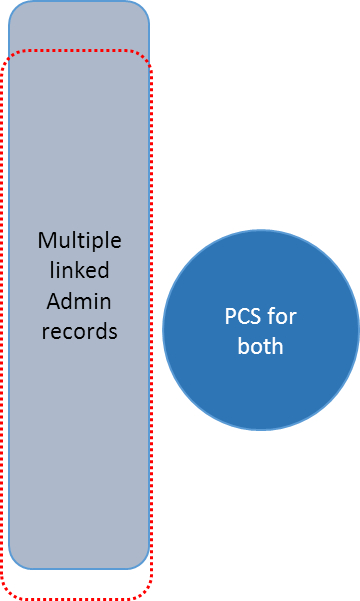 Multiple
linked
Admin
records
PCS for
both